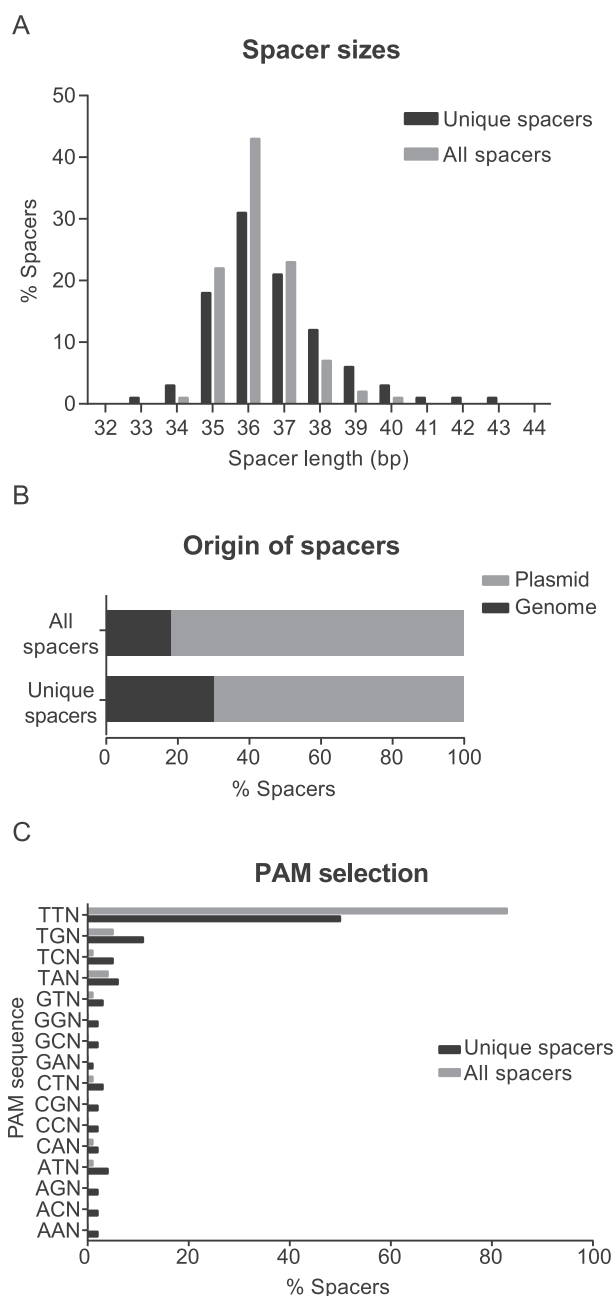 A
Spacer sizes
50
40
30
20
10
0
% Spacers
Unique spacers
All spacers
32 33 34 35 36 37 38 39 40 41 42 43 44
Spacer length (bp)
B
Origin of spacers
Plasmid
Genome
All
spacers
Unique
spacers
0 20 40 60 80 100
% Spacers
C
PAM selection
PAM sequence
TTN
TGN
TCN
TAN
GTN
GGN
GCN
GAN
CTN
CGN
CCN
CAN
ATN
AGN
ACN
AAN
Unique spacers
All spacers
0 20 40 60 80 100
% Spacers